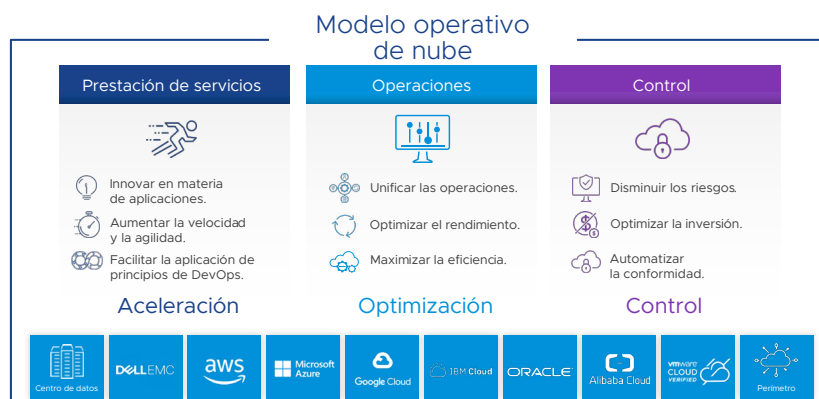 Modelo operativo
de nube
Prestación de servicios
Innovar en materia
de aplicaciones.
Aumentar la velocidad
y la agilidad.
Facilitar la aplicación de
principios de DevOps.
Aceleración
Operaciones
Unificar las operaciones.
Optimizar el rendimiento.
Maximizar la eficiencia.
Optimización
Control
Disminuir los riesgos.
Optimizar la inversión.
Automatizar
la conformidad.
Control
Centro de datos
DELLEMC
aws
Microsoft
Azure
Google Cloud
IBM Cloud
ORACLE
Alibaba Cloud
vmware
CLOUD
VERIFIED
Perímetro